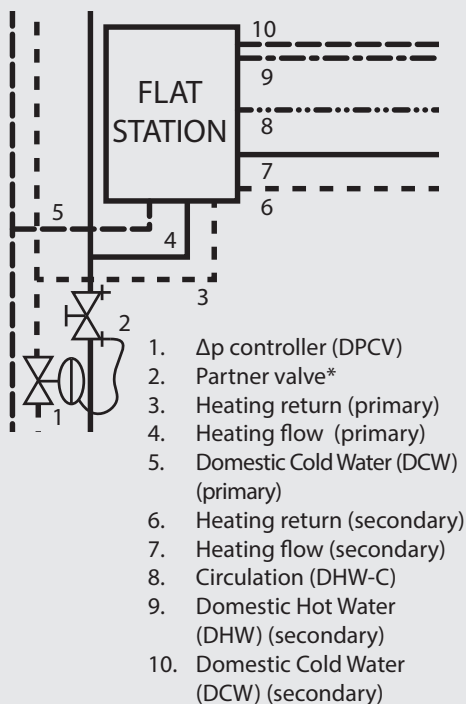 10
9
FLAT
STATION
8
7
6
5
4
3
2
1
1. Δp controller (DPCV)
2. Partner valve*
3. Heating return (primary)
4. Heating flow (primary)
5. Domestic Cold Water (DCW)
(primary)
6. Heating return (secondary)
7. Heating flow (secondary)
8. Circulation (DHW-C)
9. Domestic Hot Water
(DHW) (secondary)
10. Domestic Cold Water
(DCW) (secondary)